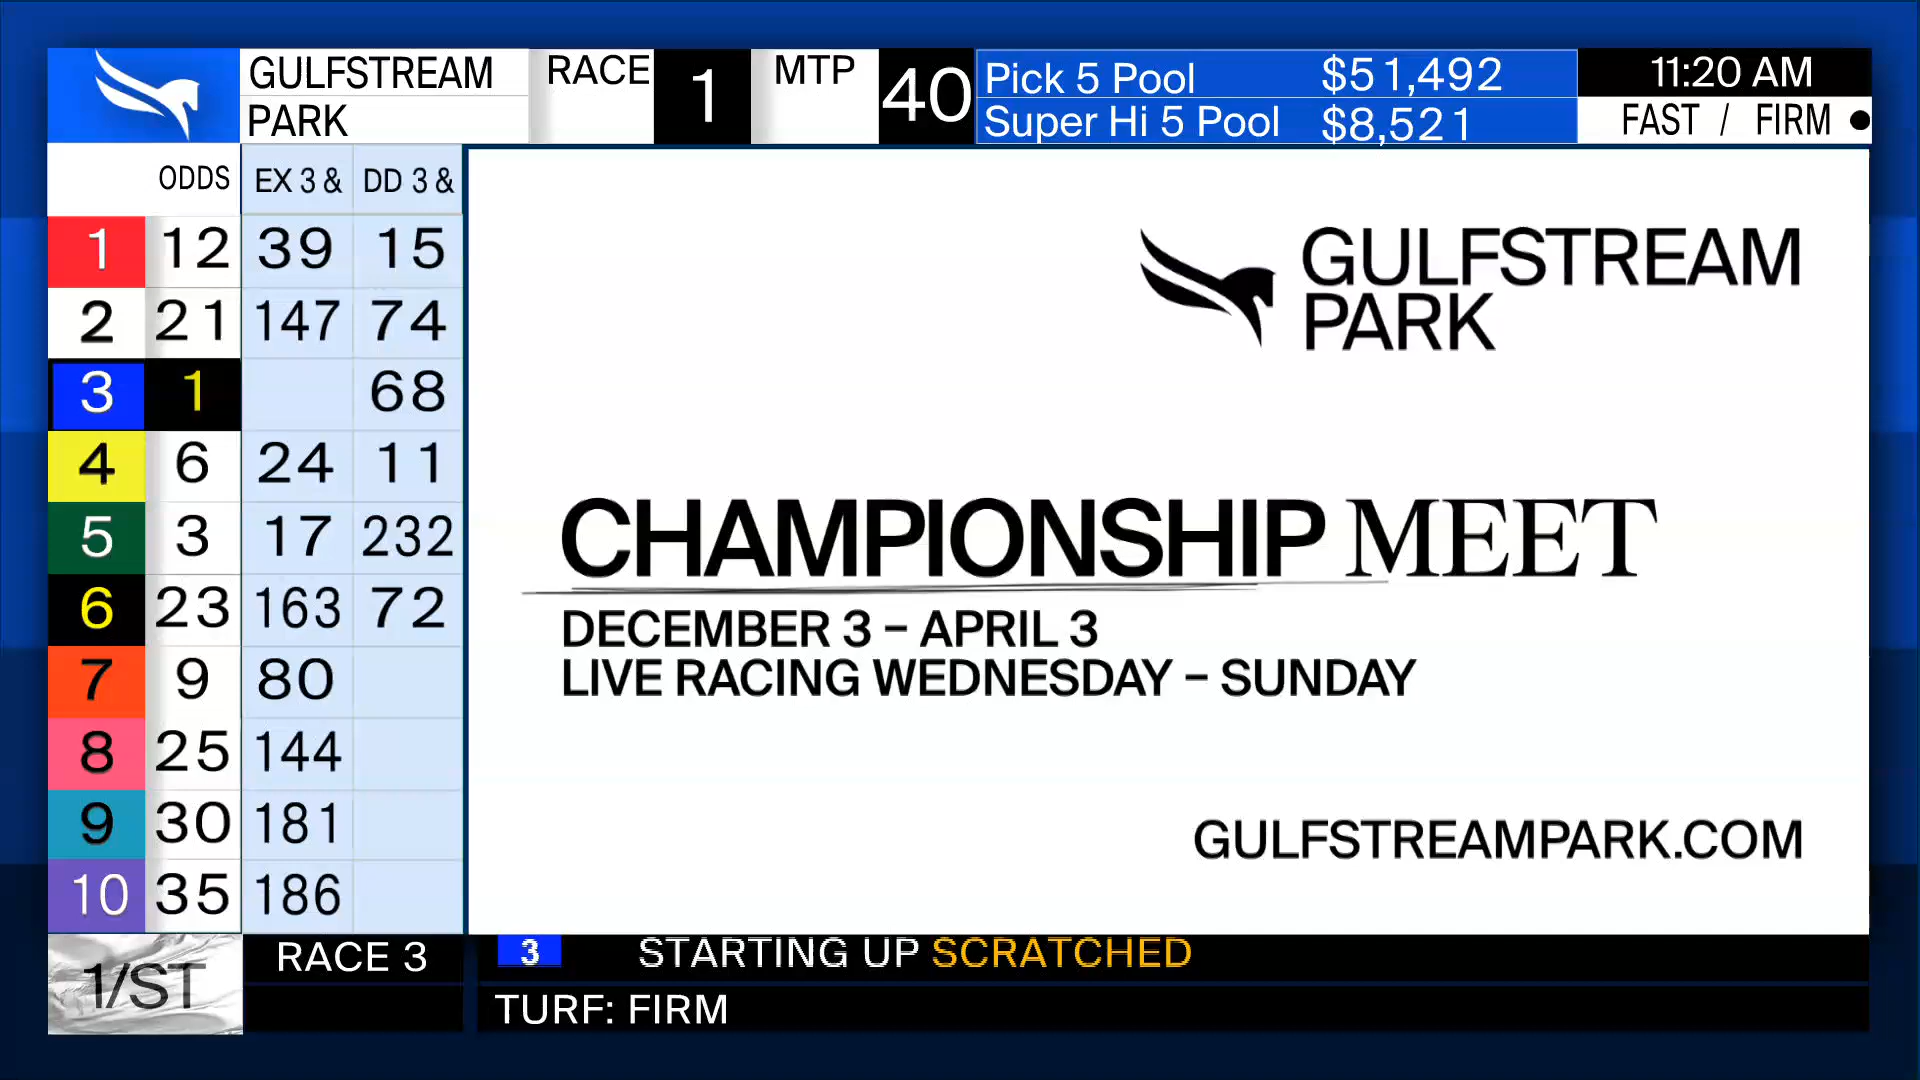 GULFSTREAM PARK
RACE 1 MTP 40
Pick 5 Pool $51,492
Super Hi 5 Pool $8,521
11:20 AM
FAST / FIRM
ODDS EX 3 & DD 3 &
1 12 39 15
2 21 147 74
3 1 68
4 6 24 11
5 3 17 232
6 23 163 72
7 9 80
8 25 144
9 30 181
10 35 186
GULFSTREAM
PARK
CHAMPIONSHIP MEET
DECEMBER 3 – APRIL 3
LIVE RACING WEDNESDAY – SUNDAY
GULFSTREAMPARK.COM
1/ST
RACE 3
3 STARTING UP SCRATCHED
TURF: FIRM